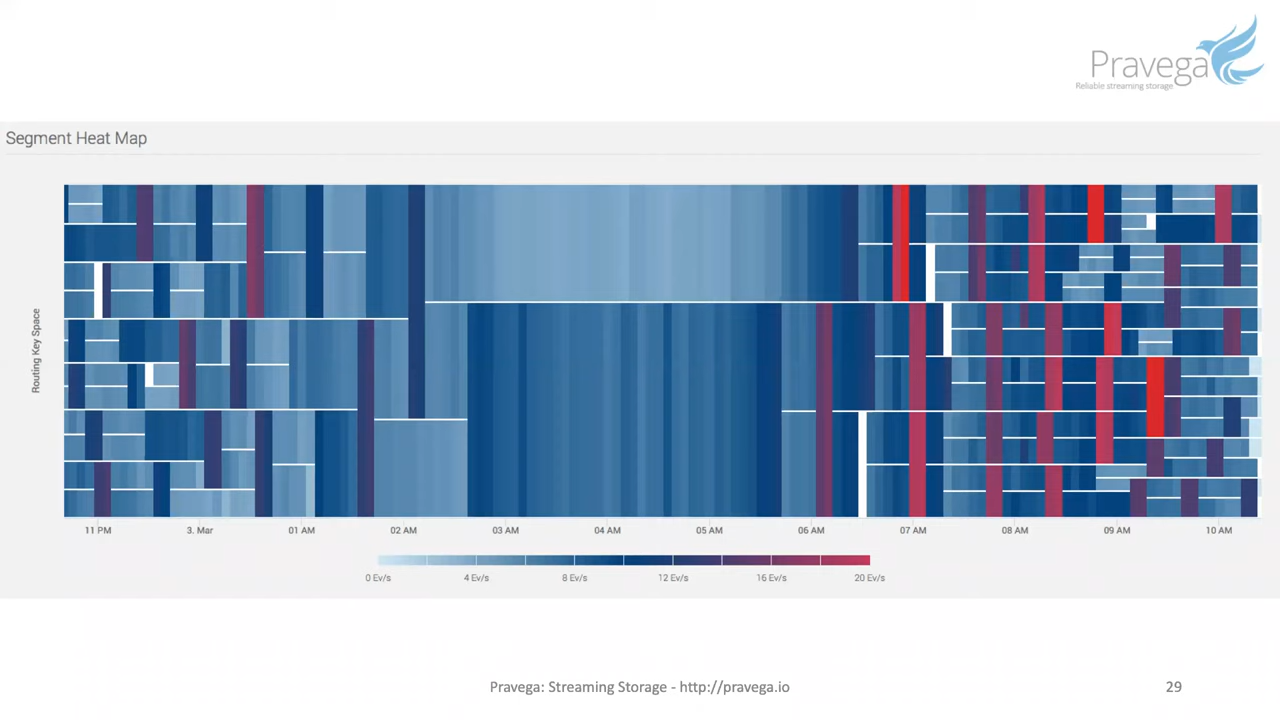 Pravega
Reliable streaming storage
Segment Heat Map
Routing Key Space
11 PM
3. Mar
01 AM
02 AM
03 AM
04 AM
05 AM
06 AM
07 AM
08 AM
09 AM
10 AM
0 Ev/s
4 Ev/s
8 Ev/s
12 Ev/s
16 Ev/s
20 Ev/s
Pravega: Streaming Storage - http://pravega.io
29